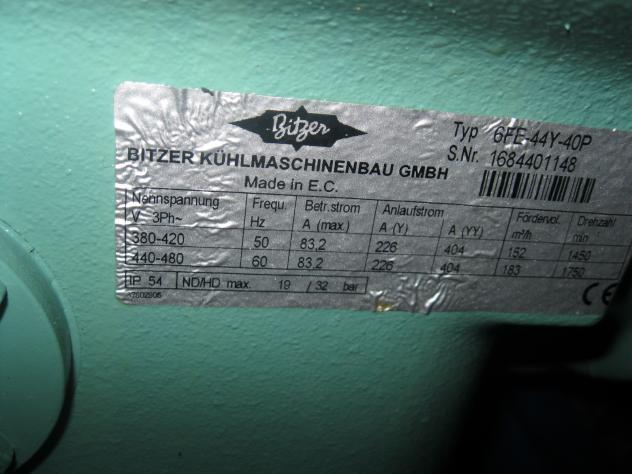 Bitzer
Typ 6FE-44Y-40P
S.Nr. 1684401148
BITZER KÜHLMASCHINENBAU GMBH
Made in E.C.
Nennspannung Frequ. Betr.strom Anlaufstrom Fördervol. Drehzahl
V 3Ph~ Hz A (max.) A (Y) A (YY) m³/h min
380-420 50 83,2 226 404 152 1450
440-480 60 83,2 226 404 183 1750
IP 54 ND/HD max. 19 / 32 bar
CE